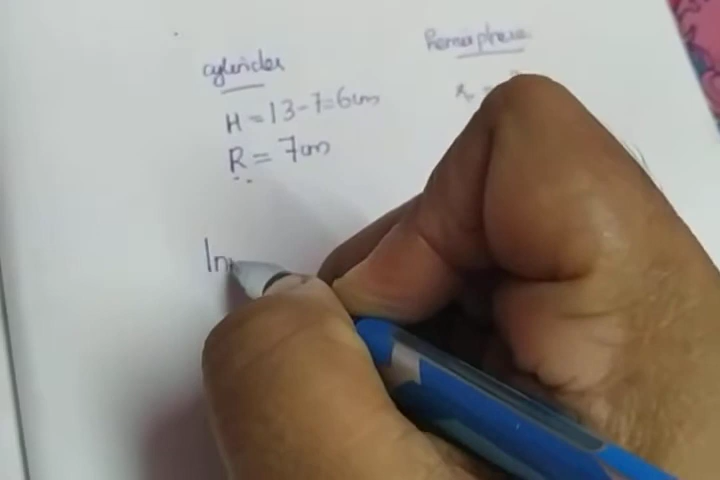 cylinder
Hemisphere
H = 13-7=6cm
R = 7cm
In